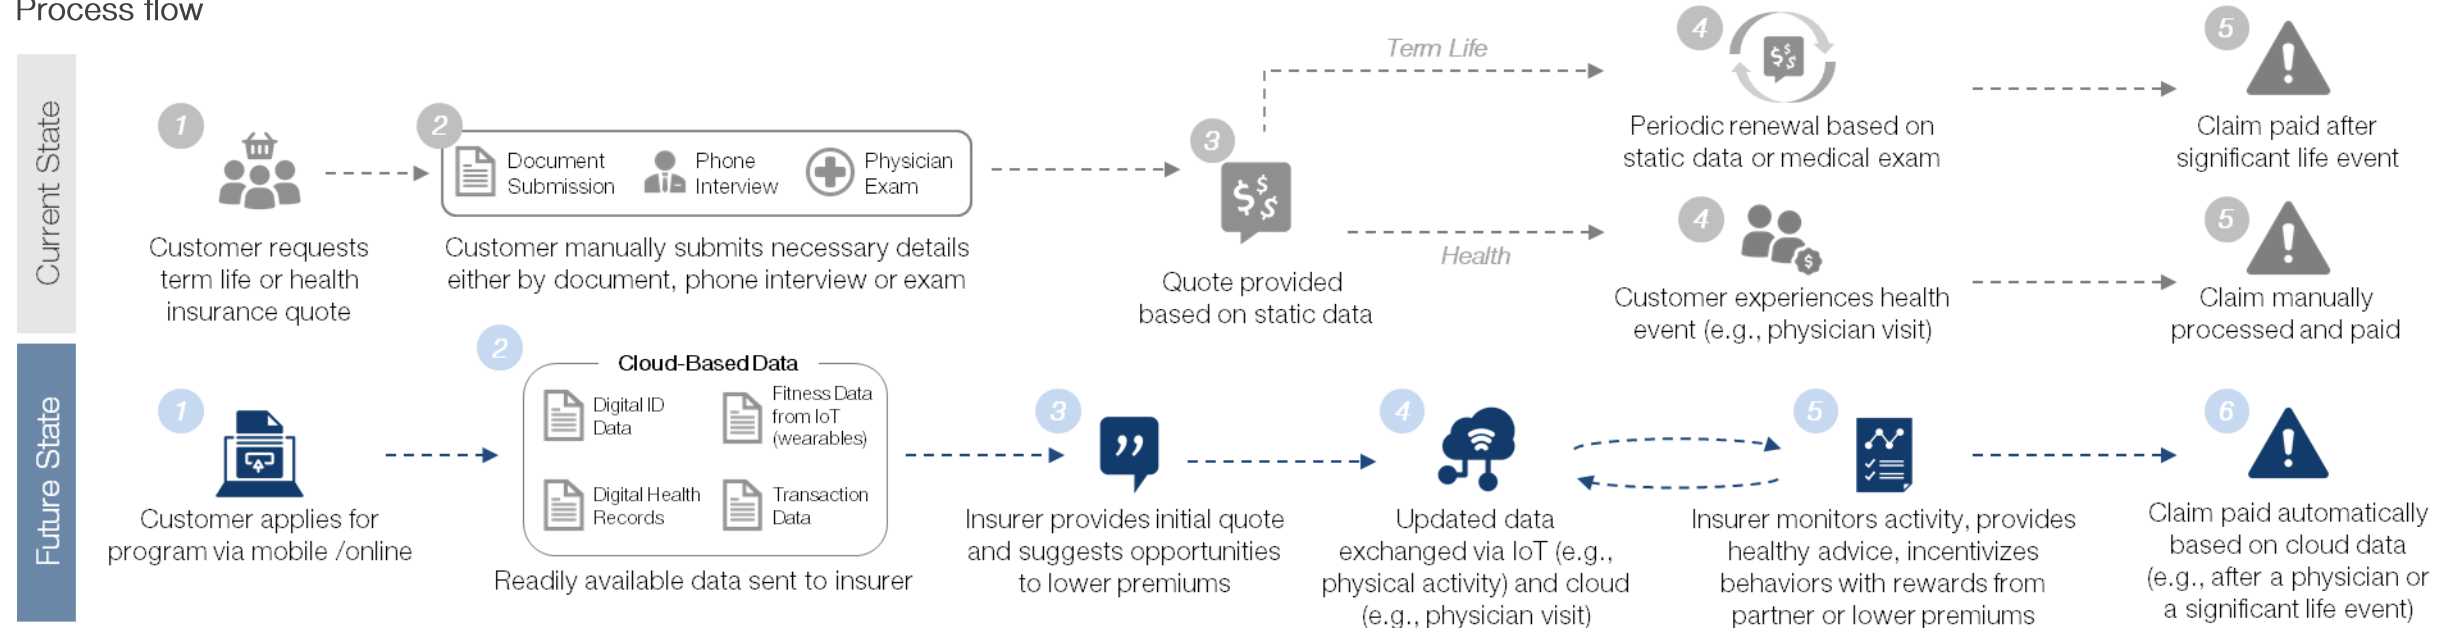 Process flow
Current State
1
Customer requests
term life or health
insurance quote
2
Document
Submission
Phone
Interview
Physician
Exam
Customer manually submits necessary details
either by document, phone interview or exam
3
Quote provided
based on static data
Term Life
4
Periodic renewal based on
static data or medical exam
5
Claim paid after
significant life event
Health
4
Customer experiences health
event (e.g., physician visit)
5
Claim manually
processed and paid
Future State
1
Customer applies for
program via mobile /online
2
Cloud-Based Data
Digital ID
Data
Fitness Data
from IoT
(wearables)
Digital Health
Records
Transaction
Data
Readily available data sent to insurer
3
Insurer provides initial quote
and suggests opportunities
to lower premiums
4
Updated data
exchanged via IoT (e.g.,
physical activity) and cloud
(e.g., physician visit)
5
Insurer monitors activity, provides
healthy advice, incentivizes
behaviors with rewards from
partner or lower premiums
6
Claim paid automatically
based on cloud data
(e.g., after a physician or
a significant life event)